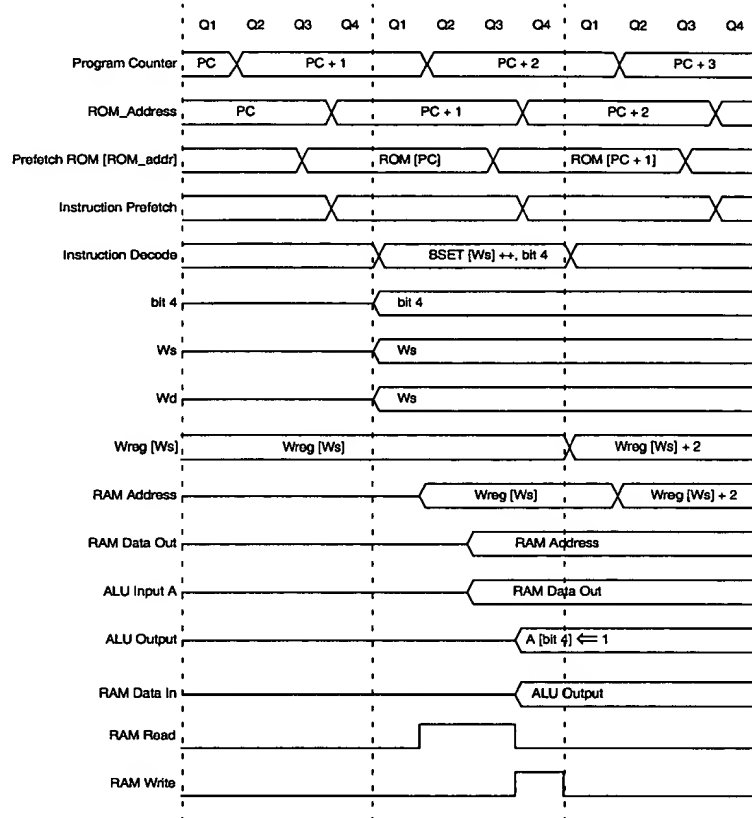 Q1 Q2 Q3 Q4 Q1 Q2 Q3 Q4 Q1 Q2 Q3 Q4
Program Counter PC PC + 1 PC + 2 PC + 3
ROM_Address PC PC + 1 PC + 2
Prefetch ROM [ROM_addr] ROM [PC] ROM [PC + 1]
Instruction Prefetch
Instruction Decode BSET [Ws] ++, bit 4
bit 4 bit 4
Ws Ws
Wd Ws
Wreg [Ws] Wreg [Ws] Wreg [Ws] + 2
RAM Address Wreg [Ws] Wreg [Ws] + 2
RAM Data Out RAM Address
ALU Input A RAM Data Out
ALU Output A [bit 4] ⇐ 1
RAM Data In ALU Output
RAM Read
RAM Write